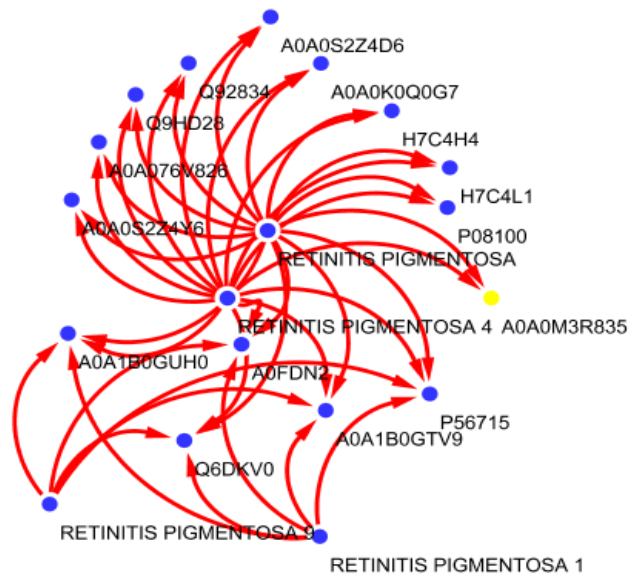 A0A0S2Z4D6
Q92834
A0A0K0Q0G7
Q9HD28
H7C4H4
A0A076V826
H7C4L1
A0A0S2Z4Y6
P08100
RETINITIS PIGMENTOSA
RETINITIS PIGMENTOSA 4
A0A0M3R835
A0A1B0GUH0
A0FDN2
P56715
A0A1B0GTV9
Q6DKV0
RETINITIS PIGMENTOSA 9
RETINITIS PIGMENTOSA 1